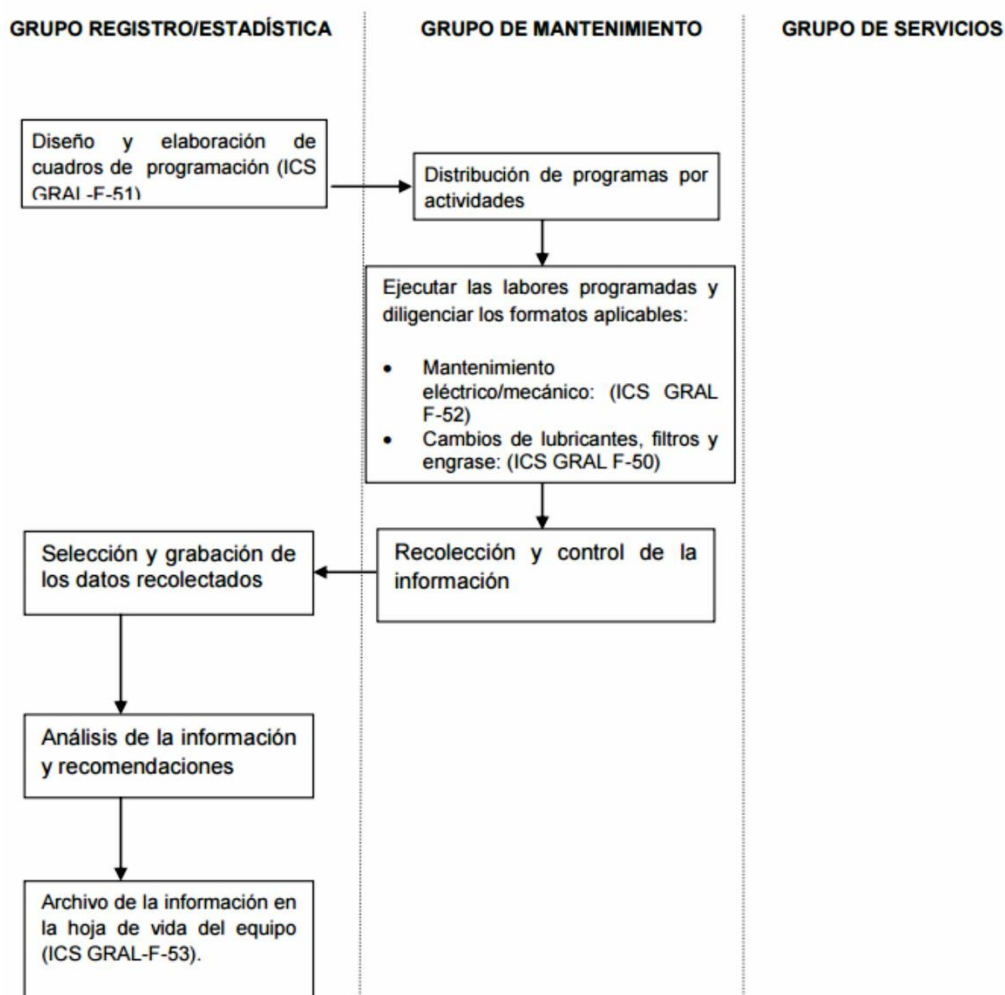 GRUPO REGISTRO/ESTADÍSTICA
GRUPO DE MANTENIMIENTO
GRUPO DE SERVICIOS
Diseño y elaboración de
cuadros de programación (ICS
GRAL-F-51)
Distribución de programas por
actividades
Ejecutar las labores programadas y
diligenciar los formatos aplicables:
• Mantenimiento
eléctrico/mecánico: (ICS GRAL
F-52)
• Cambios de lubricantes, filtros y
engrase: (ICS GRAL F-50)
Recolección y control de la
información
Selección y grabación de
los datos recolectados
Análisis de la información
y recomendaciones
Archivo de la información en
la hoja de vida del equipo
(ICS GRAL-F-53).